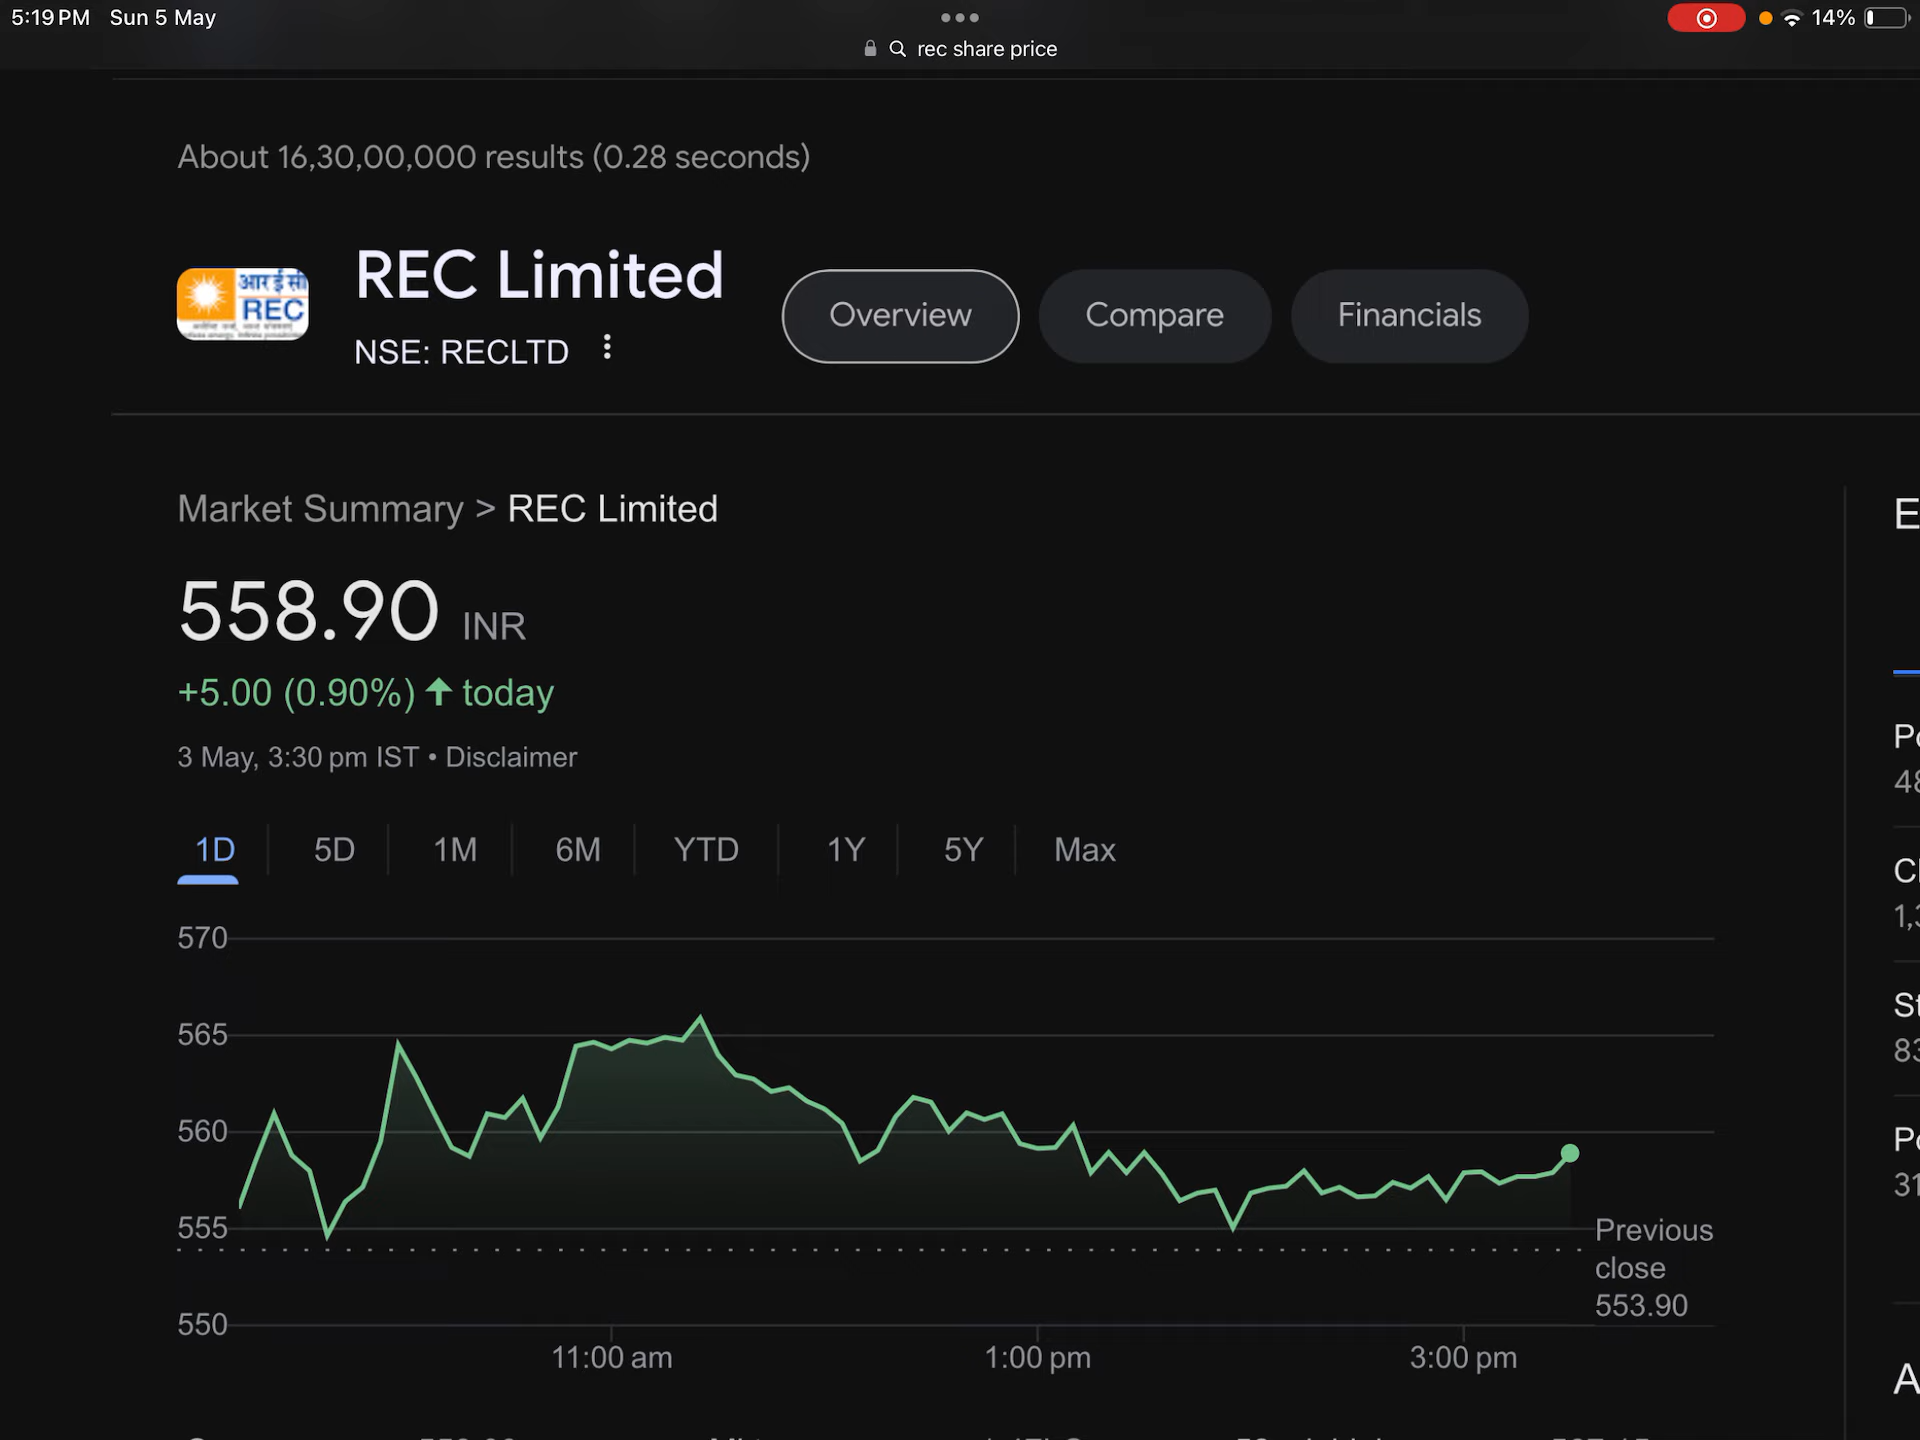 5:19 PM Sun 5 May
14%
rec share price
About 16,30,00,000 results (0.28 seconds)
आर ई सी
REC
REC Limited
NSE: RECLTD
Overview
Compare
Financials
Market Summary > REC Limited
558.90 INR
+5.00 (0.90%) ↑ today
3 May, 3:30 pm IST • Disclaimer
1D 5D 1M 6M YTD 1Y 5Y Max
570
565
560
555
550
Previous
close
553.90
11:00 am 1:00 pm 3:00 pm